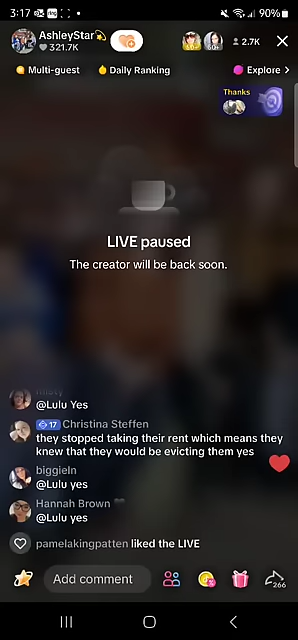 3:17
90%
AshleyStar💫
321.7K
60+
2.7K
Multi-guest
Daily Ranking
Explore >
Thanks
LIVE paused
The creator will be back soon.
@Lulu Yes
17 Christina Steffen
they stopped taking their rent which means they
knew that they would be evicting them yes
biggieln
@Lulu yes
Hannah Brown 🖤
@Lulu yes
pamelakingpatten liked the LIVE
Add comment
266